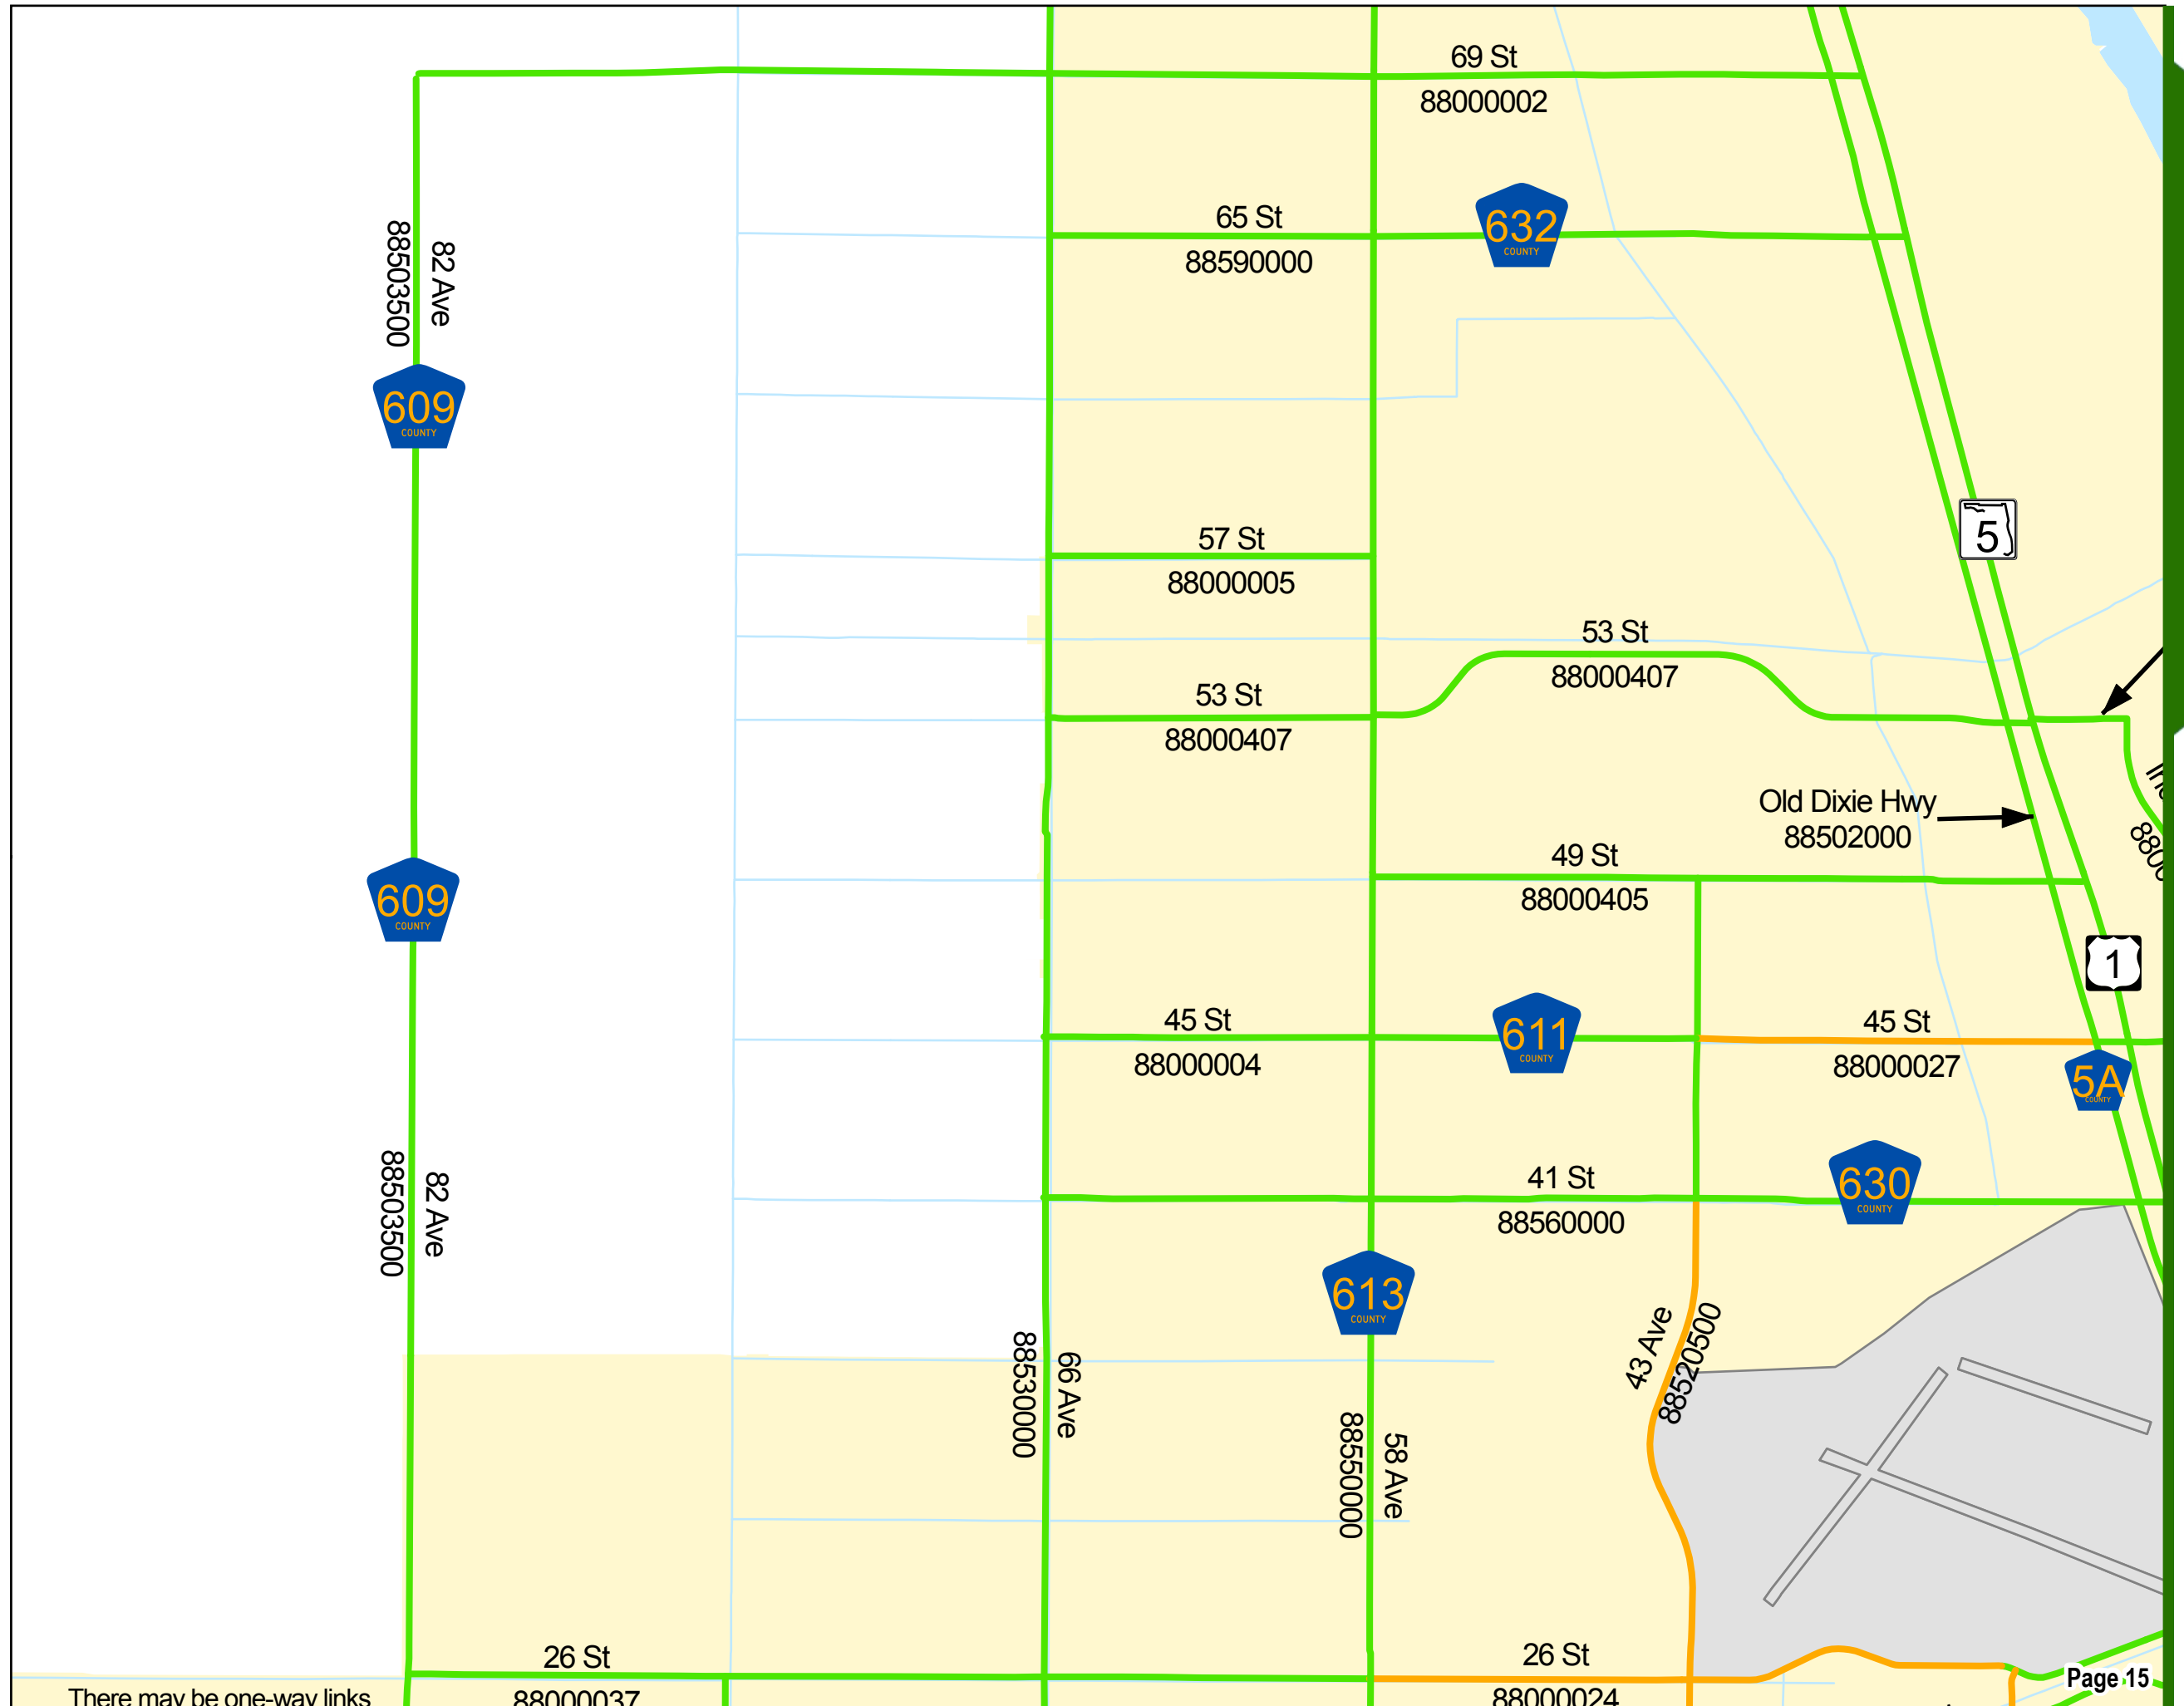 69 St
88000002
65 St
88590000
632
COUNTY
82 Ave
88503500
609
COUNTY
57 St
88000005
5
53 St
88000407
53 St
88000407
Old Dixie Hwy
88502000
49 St
88000405
609
COUNTY
1
45 St
88000004
611
COUNTY
45 St
88000027
5A
COUNTY
82 Ave
88503500
41 St
88560000
630
COUNTY
613
COUNTY
66 Ave
88530000
58 Ave
88550000
43 Ave
88520500
26 St
88000037
26 St
88000024
Page 15
There may be one-way links